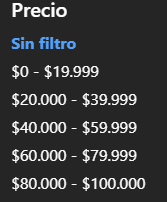 Precio
Sin filtro
$0 - $19.999
$20.000 - $39.999
$40.000 - $59.999
$60.000 - $79.999
$80.000 - $100.000